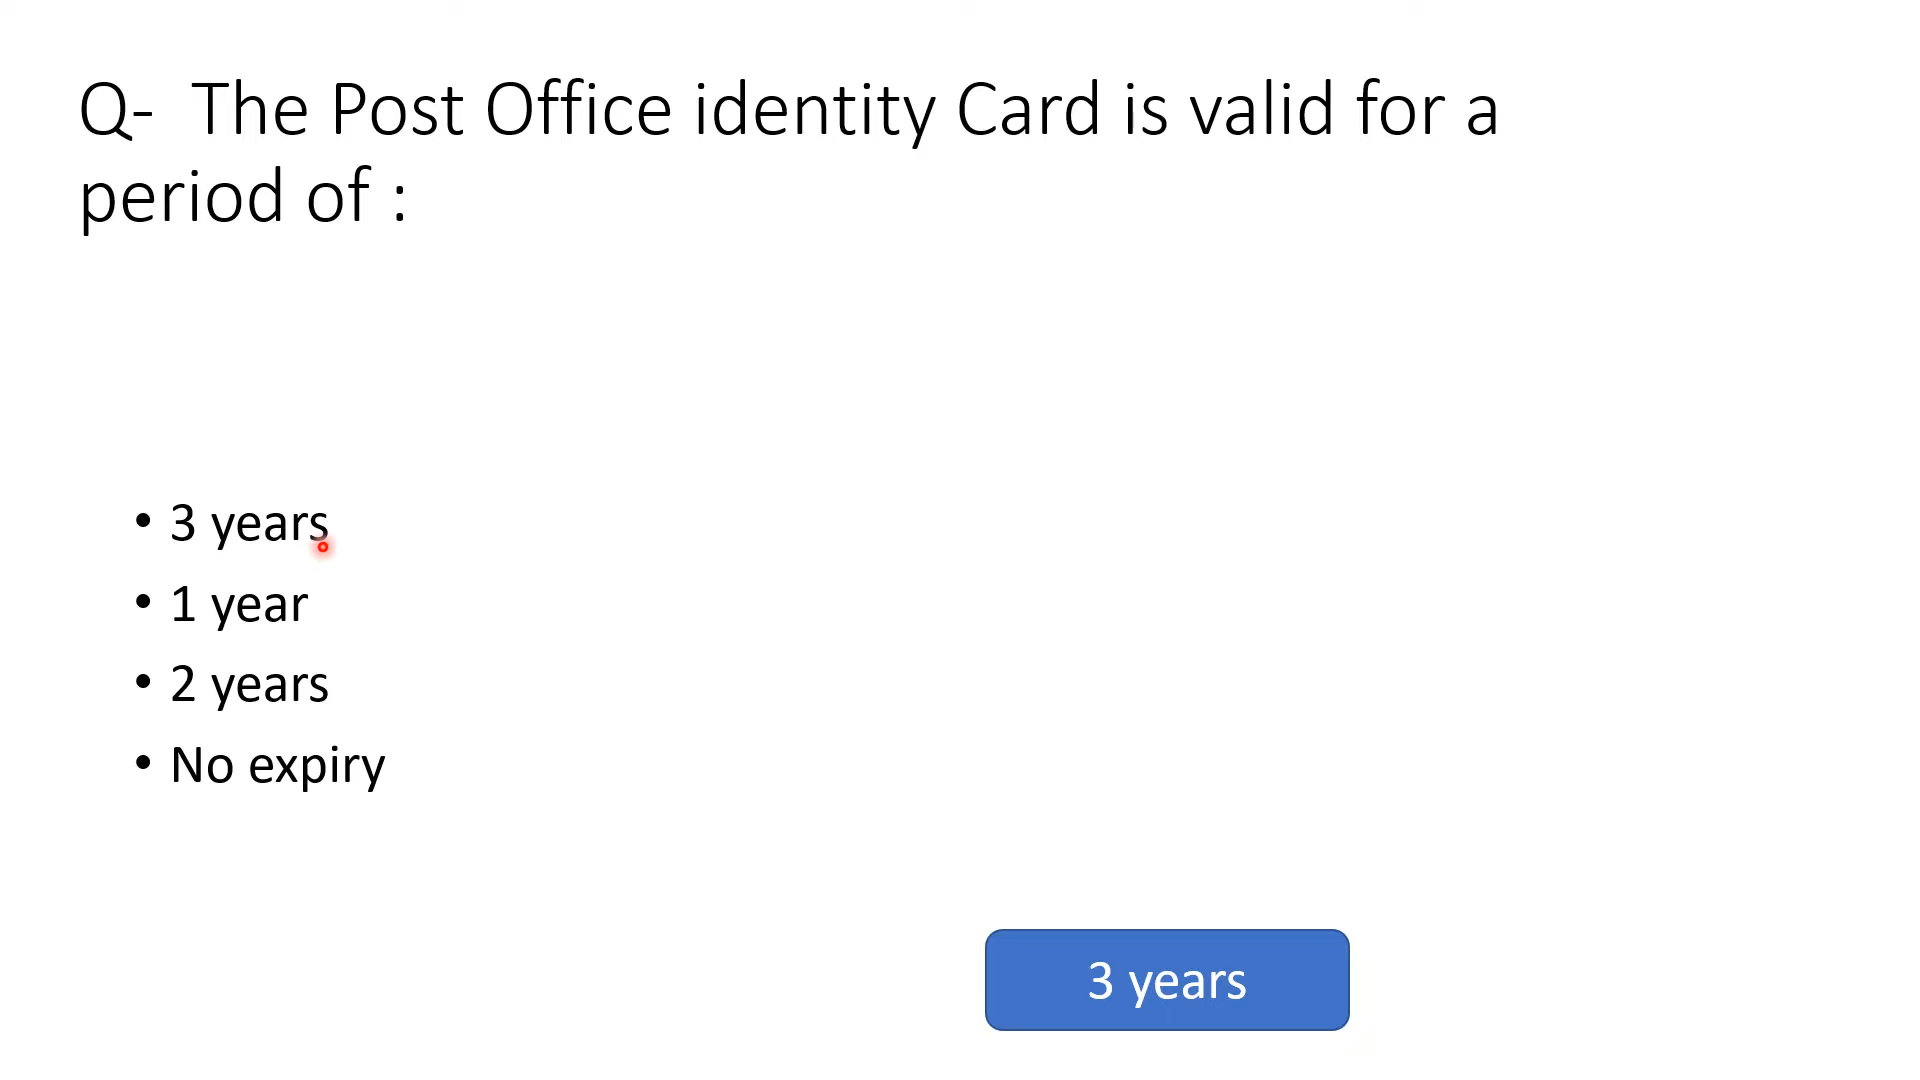 Q-  The Post Office identity Card is valid for a
period of :
• 3 years
• 1 year
• 2 years
• No expiry
3 years